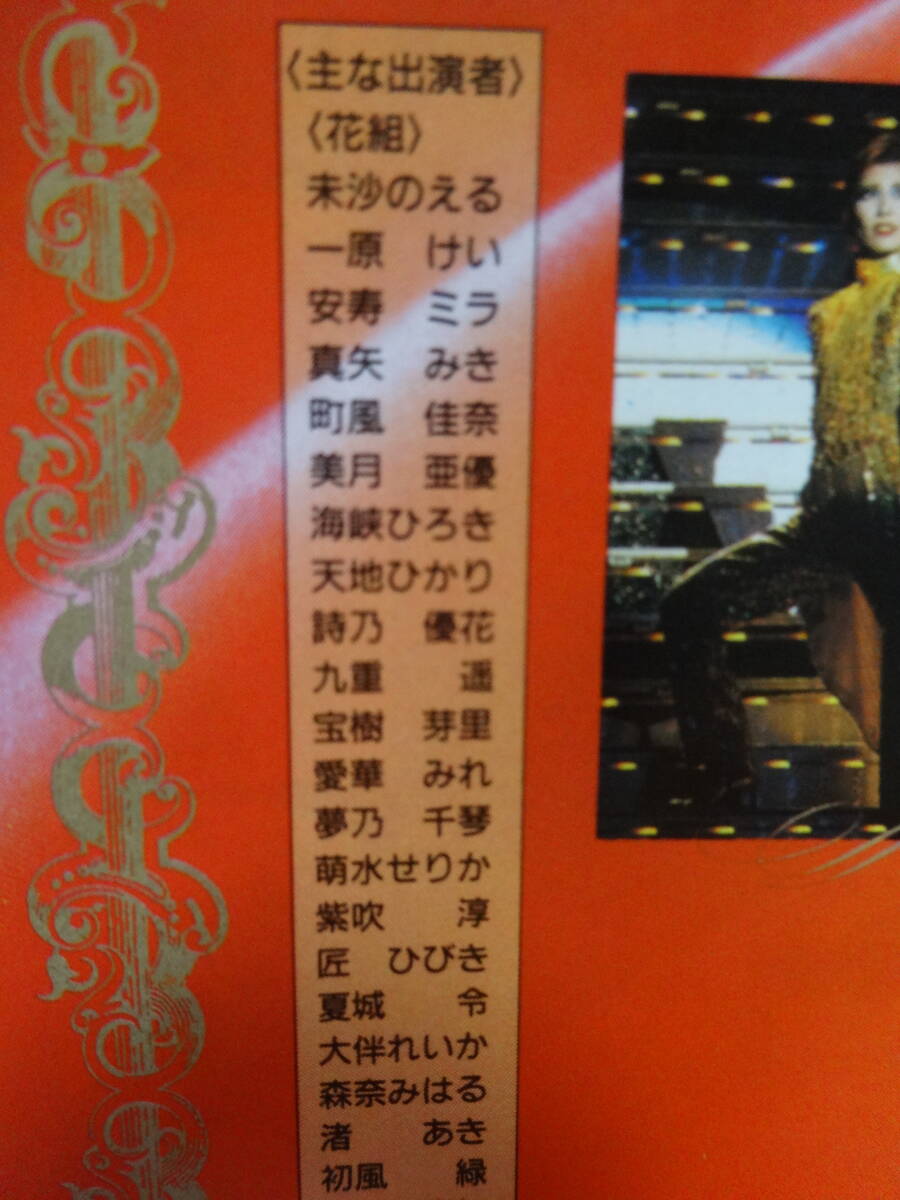 〈主な出演者〉
〈花組〉
未沙のえる
一原　けい
安寿　ミラ
真矢　みき
町風　佳奈
美月　亜優
海峡ひろき
天地ひかり
詩乃　優花
九重　遥
宝樹　芽里
愛華　みれ
夢乃　千琴
萌水せりか
紫吹　淳
匠　ひびき
夏城　令
大伴れいか
森奈みはる
渚　あき
初風　緑